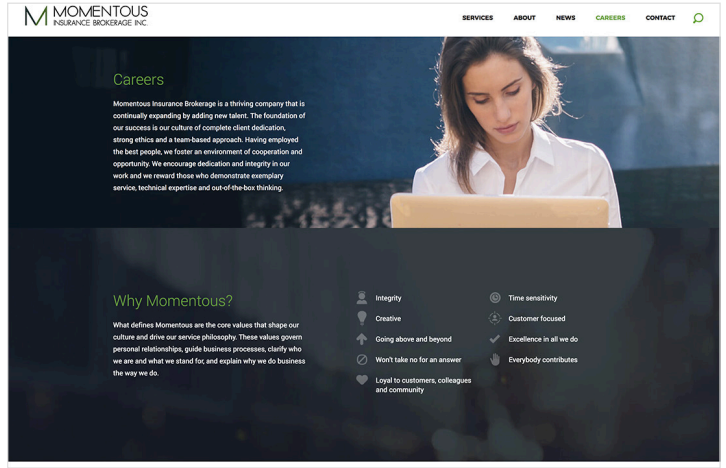 MOMENTOUS
INSURANCE BROKERAGE INC.
SERVICES ABOUT NEWS CAREERS CONTACT
Careers
Momentous Insurance Brokerage is a thriving company that is
continually expanding by adding new talent. The foundation of
our success is our culture of complete client dedication,
strong ethics and a team-based approach. Having employed
the best people, we foster an environment of cooperation and
opportunity. We encourage dedication and integrity in our
work and we reward those who demonstrate exemplary
service, technical expertise and out-of-the-box thinking.
Why Momentous?
What defines Momentous are the core values that shape our
culture and drive our service philosophy. These values govern
personal relationships, guide business processes, clarify who
we are and what we stand for, and explain why we do business
the way we do.
Integrity
Creative
Going above and beyond
Won't take no for an answer
Loyal to customers, colleagues
and community
Time sensitivity
Customer focused
Excellence in all we do
Everybody contributes